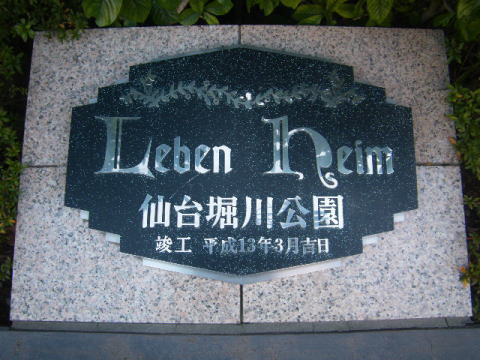 Leben heim
仙台堀川公園
竣工 平成13年3月吉日